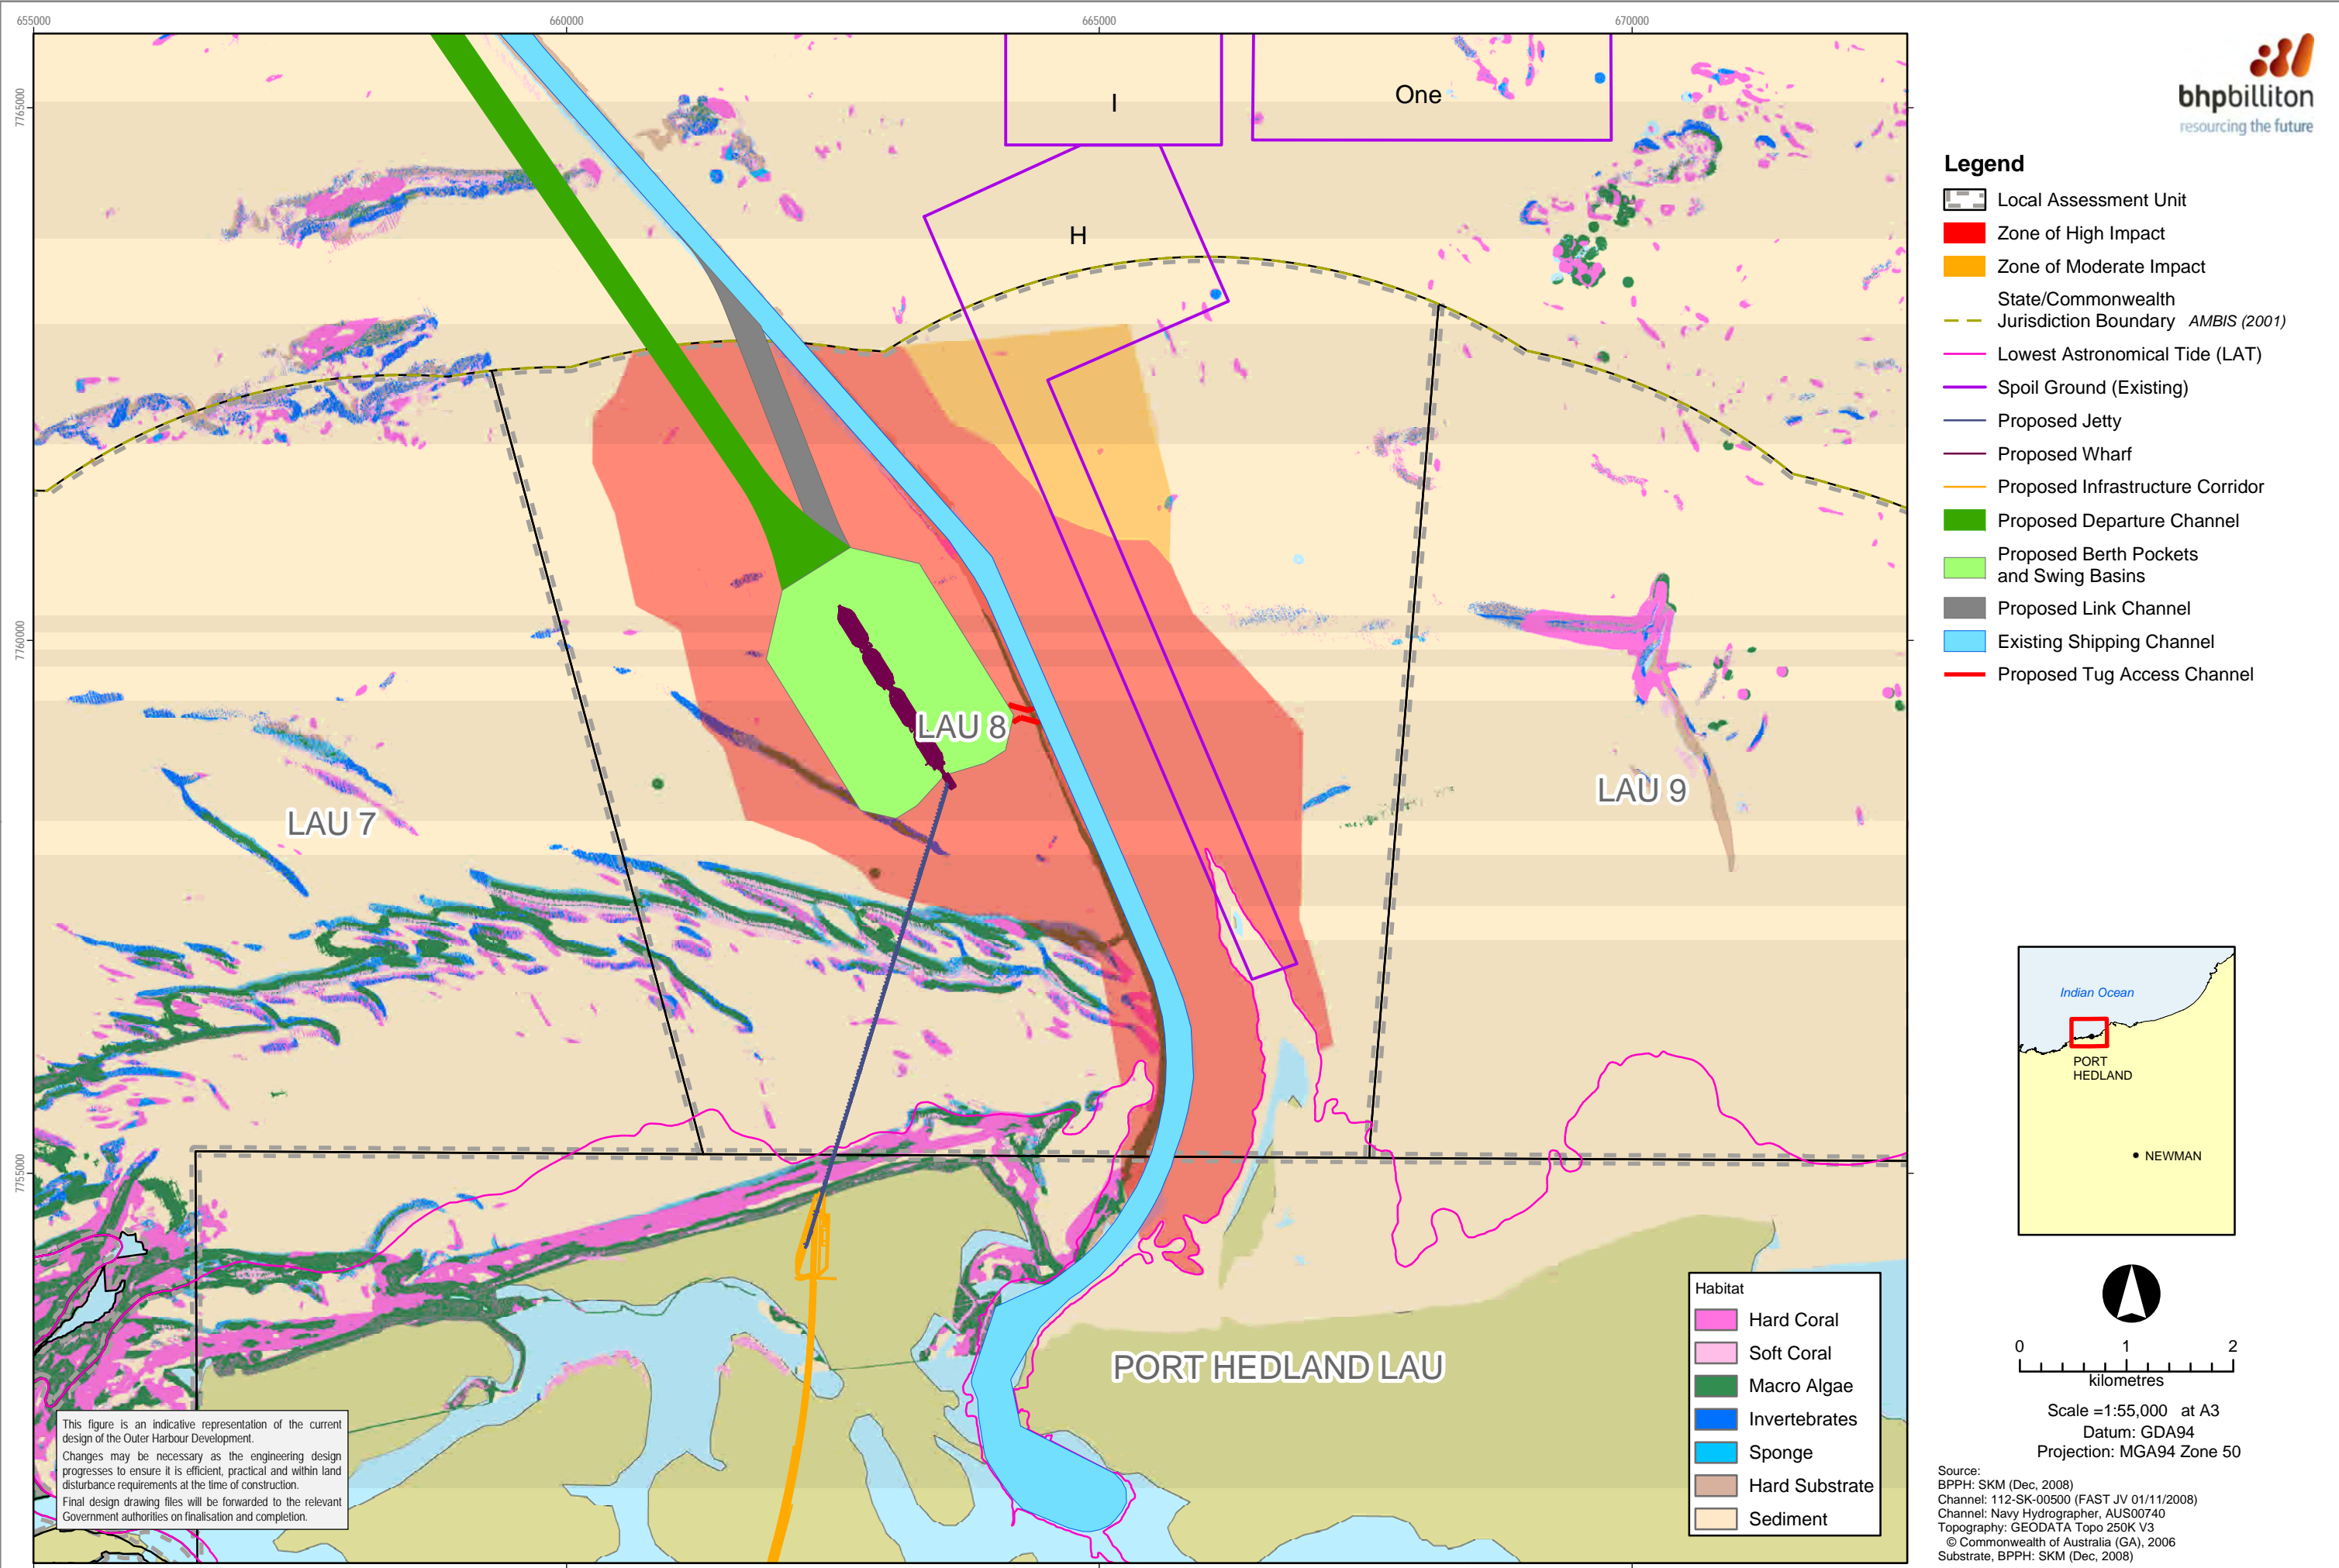 655000
660000
665000
670000
7765000
7760000
7755000
I
One
H
LAU 8
LAU 7
LAU 9
PORT HEDLAND LAU
This figure is an indicative representation of the current
design of the Outer Harbour Development.
Changes may be necessary as the engineering design
progresses to ensure it is efficient, practical and within land
disturbance requirements at the time of construction.
Final design drawing files will be forwarded to the relevant
Government authorities on finalisation and completion.
Habitat
Hard Coral
Soft Coral
Macro Algae
Invertebrates
Sponge
Hard Substrate
Sediment
bhpbilliton
resourcing the future
Legend
Local Assessment Unit
Zone of High Impact
Zone of Moderate Impact
State/Commonwealth
Jurisdiction Boundary AMBIS (2001)
Lowest Astronomical Tide (LAT)
Spoil Ground (Existing)
Proposed Jetty
Proposed Wharf
Proposed Infrastructure Corridor
Proposed Departure Channel
Proposed Berth Pockets
and Swing Basins
Proposed Link Channel
Existing Shipping Channel
Proposed Tug Access Channel
Indian Ocean
PORT
HEDLAND
NEWMAN
0 1 2
kilometres
Scale =1:55,000 at A3
Datum: GDA94
Projection: MGA94 Zone 50
Source:
BPPH: SKM (Dec, 2008)
Channel: 112-SK-00500 (FAST JV 01/11/2008)
Channel: Navy Hydrographer, AUS00740
Topography: GEODATA Topo 250K V3
© Commonwealth of Australia (GA), 2006
Substrate, BPPH: SKM (Dec, 2008)